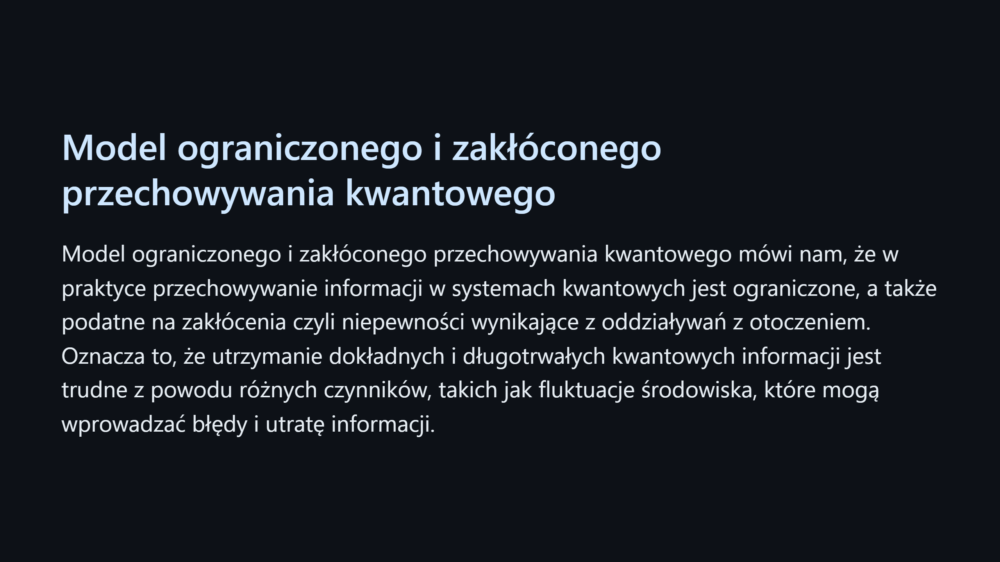 Model ograniczonego i zakłóconego
przechowywania kwantowego
Model ograniczonego i zakłóconego przechowywania kwantowego mówi nam, że w
praktyce przechowywanie informacji w systemach kwantowych jest ograniczone, a także
podatne na zakłócenia czyli niepewności wynikające z oddziaływań z otoczeniem.
Oznacza to, że utrzymanie dokładnych i długotrwałych kwantowych informacji jest
trudne z powodu różnych czynników, takich jak fluktuacje środowiska, które mogą
wprowadzać błędy i utratę informacji.